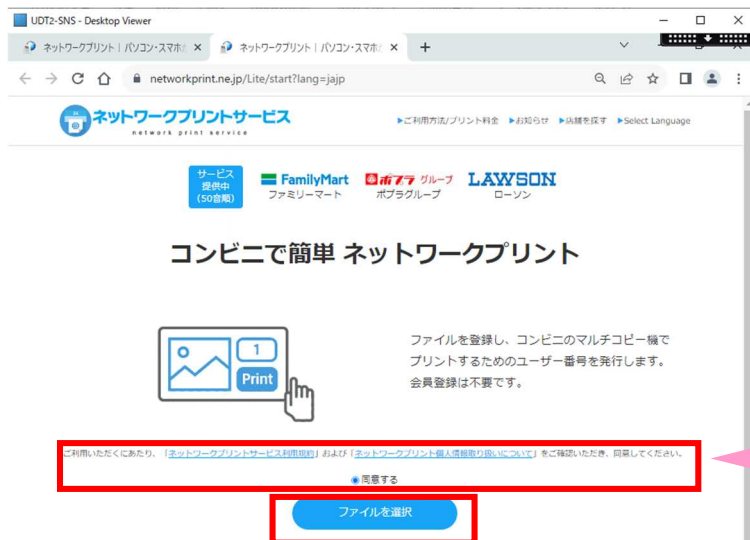 UDT2-SNS - Desktop Viewer
ネットワークプリント | パソコン・スマホ
ネットワークプリント | パソコン・スマホ
networkprint.ne.jp/Lite/start?lang=jajp
ネットワークプリントサービス
network print service
▶ご利用方法/プリント料金 ▶お知らせ ▶店舗を探す ▶Select Language
サービス
提供中
(50音順)
FamilyMart
ファミリーマート
ポプラ グループ
ポプラグループ
LAWSON
ローソン
コンビニで簡単 ネットワークプリント
1
Print
ファイルを登録し、コンビニのマルチコピー機で
プリントするためのユーザー番号を発行します。
会員登録は不要です。
ご利用いただくにあたり、「ネットワークプリントサービス利用規約」および「ネットワークプリント個人情報取り扱いについて」をご確認いただき、同意してください。
同意する
ファイルを選択